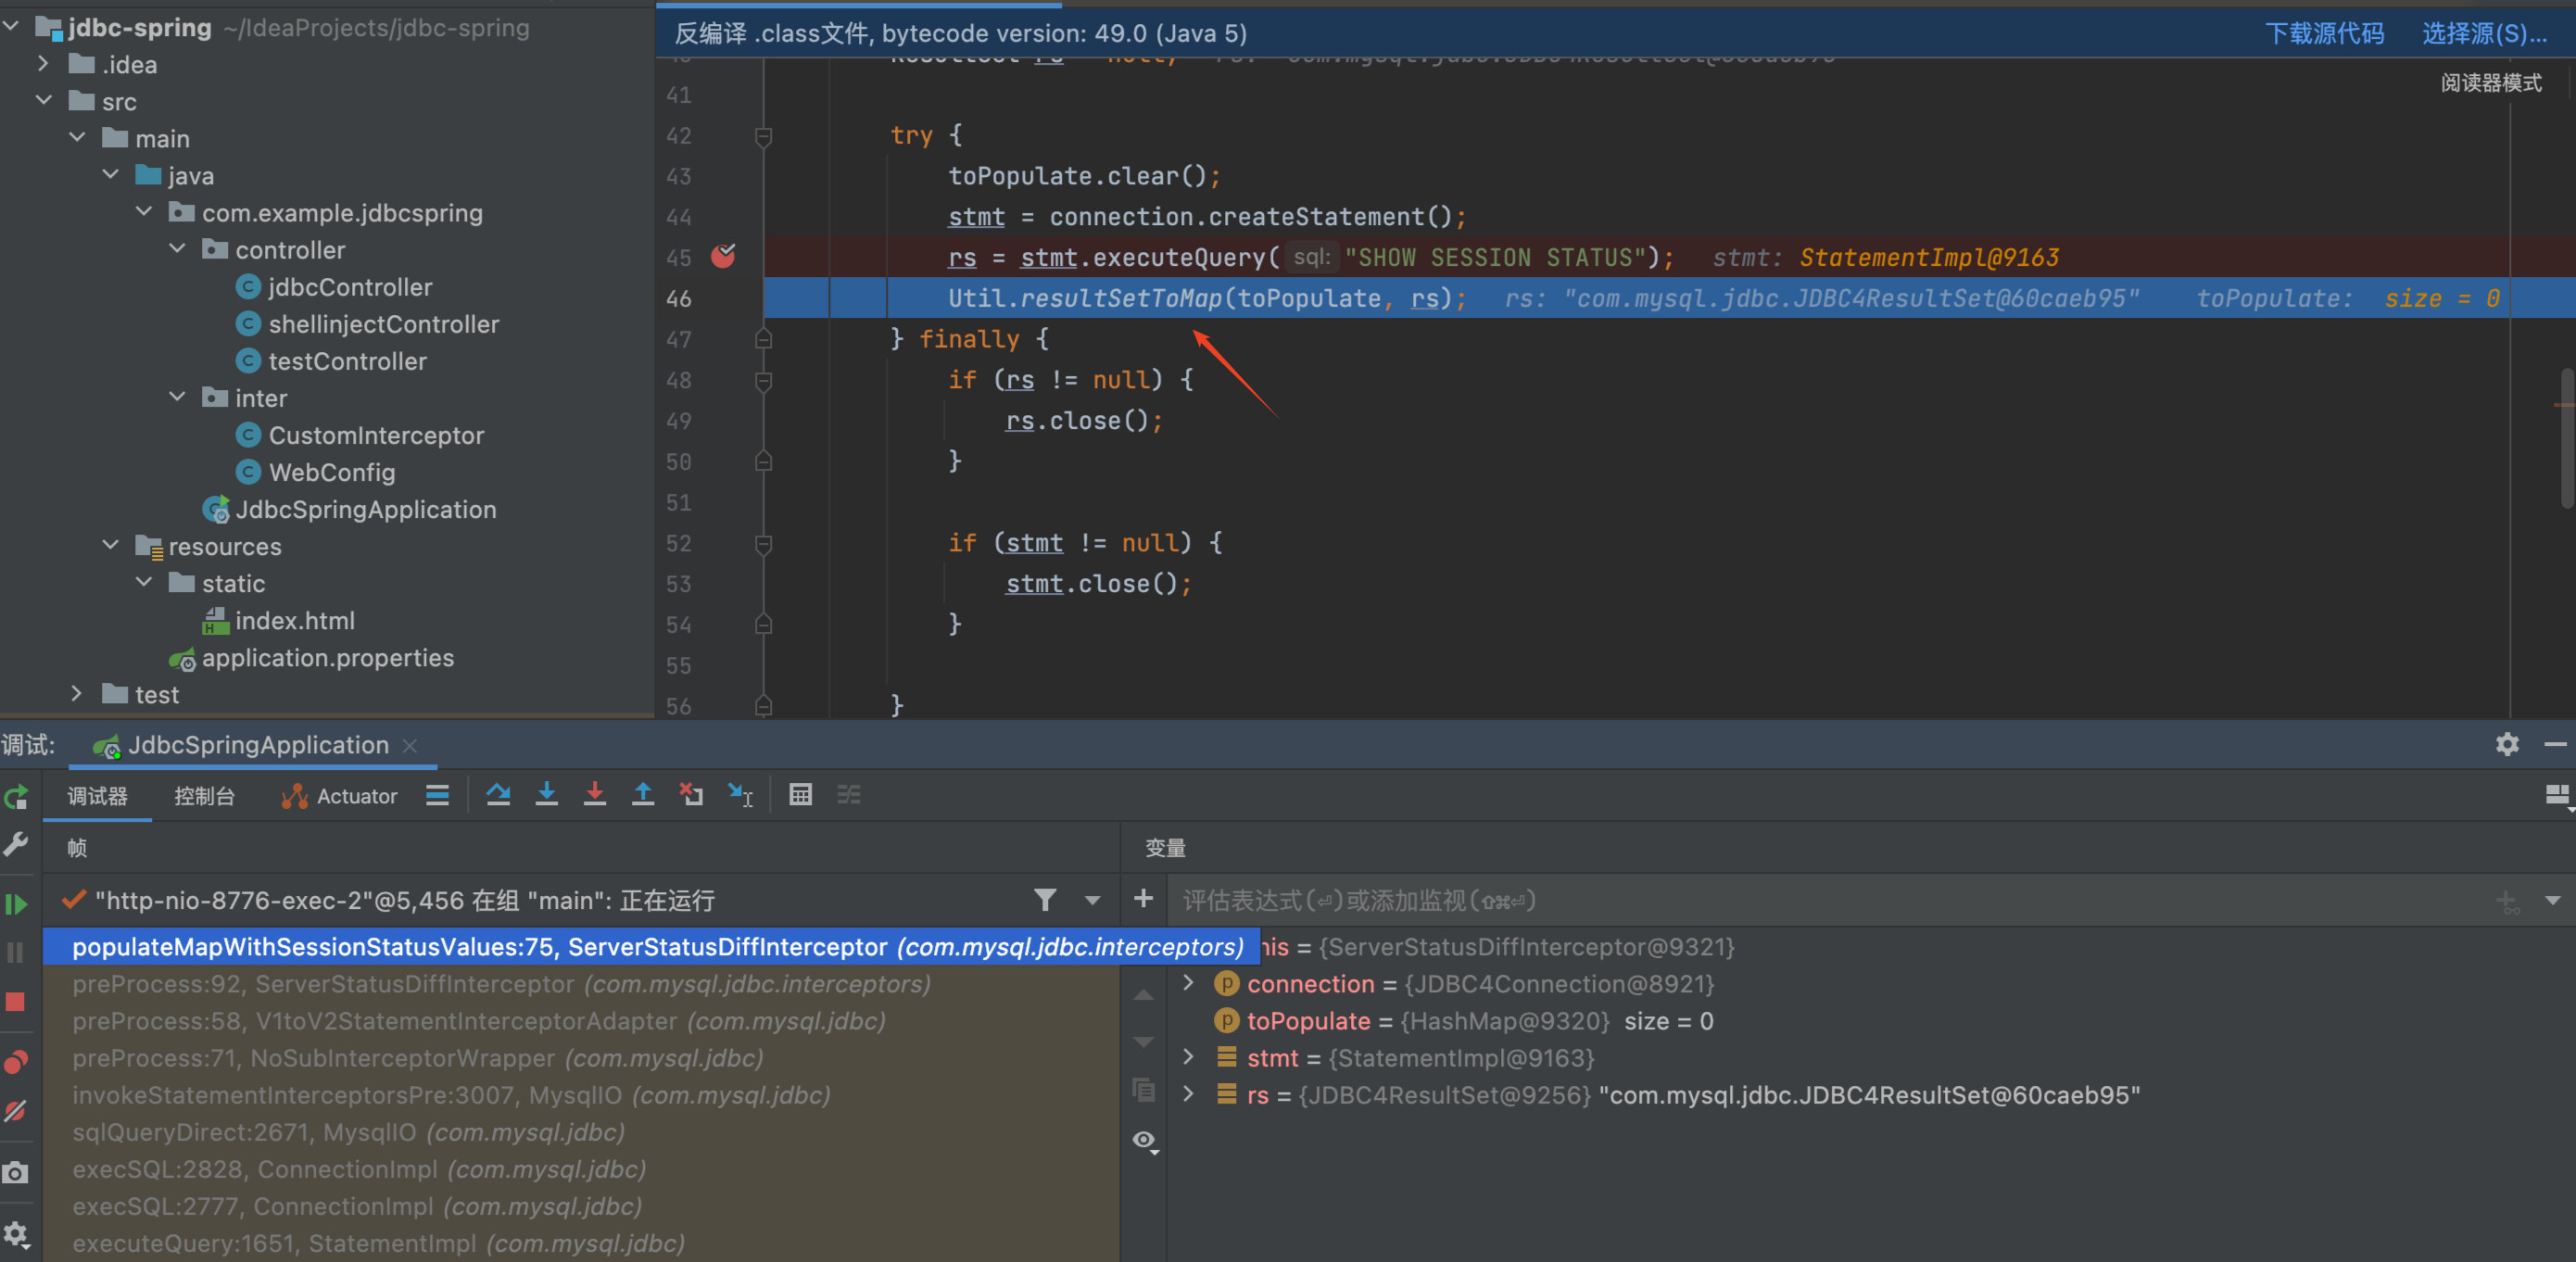 jdbc-spring ~/IdeaProjects/jdbc-spring
.idea
src
main
java
com.example.jdbcspring
controller
jdbcController
shellinjectController
testController
inter
CustomInterceptor
WebConfig
JdbcSpringApplication
resources
static
index.html
application.properties
test
反编译 .class文件, bytecode version: 49.0 (Java 5) 下载源代码 选择源(S)...
阅读器模式
41
42 try {
43 toPopulate.clear();
44 stmt = connection.createStatement();
45 rs = stmt.executeQuery( sql: "SHOW SESSION STATUS"); stmt: StatementImpl@9163
46 Util.resultSetToMap(toPopulate, rs); rs: "com.mysql.jdbc.JDBC4ResultSet@60caeb95" toPopulate: size = 0
47 } finally {
48 if (rs != null) {
49 rs.close();
50 }
51
52 if (stmt != null) {
53 stmt.close();
54 }
55
56 }
调试: JdbcSpringApplication
调试器 控制台 Actuator
帧
"http-nio-8776-exec-2"@5,456 在组 "main": 正在运行
populateMapWithSessionStatusValues:75, ServerStatusDiffInterceptor (com.mysql.jdbc.interceptors)
preProcess:92, ServerStatusDiffInterceptor (com.mysql.jdbc.interceptors)
preProcess:58, V1toV2StatementInterceptorAdapter (com.mysql.jdbc)
preProcess:71, NoSubInterceptorWrapper (com.mysql.jdbc)
invokeStatementInterceptorsPre:3007, MysqlIO (com.mysql.jdbc)
sqlQueryDirect:2671, MysqlIO (com.mysql.jdbc)
execSQL:2828, ConnectionImpl (com.mysql.jdbc)
execSQL:2777, ConnectionImpl (com.mysql.jdbc)
executeQuery:1651, StatementImpl (com.mysql.jdbc)
变量
评估表达式(⏎)或添加监视(⇧⌘⏎)
his = {ServerStatusDiffInterceptor@9321}
connection = {JDBC4Connection@8921}
toPopulate = {HashMap@9320} size = 0
stmt = {StatementImpl@9163}
rs = {JDBC4ResultSet@9256} "com.mysql.jdbc.JDBC4ResultSet@60caeb95"